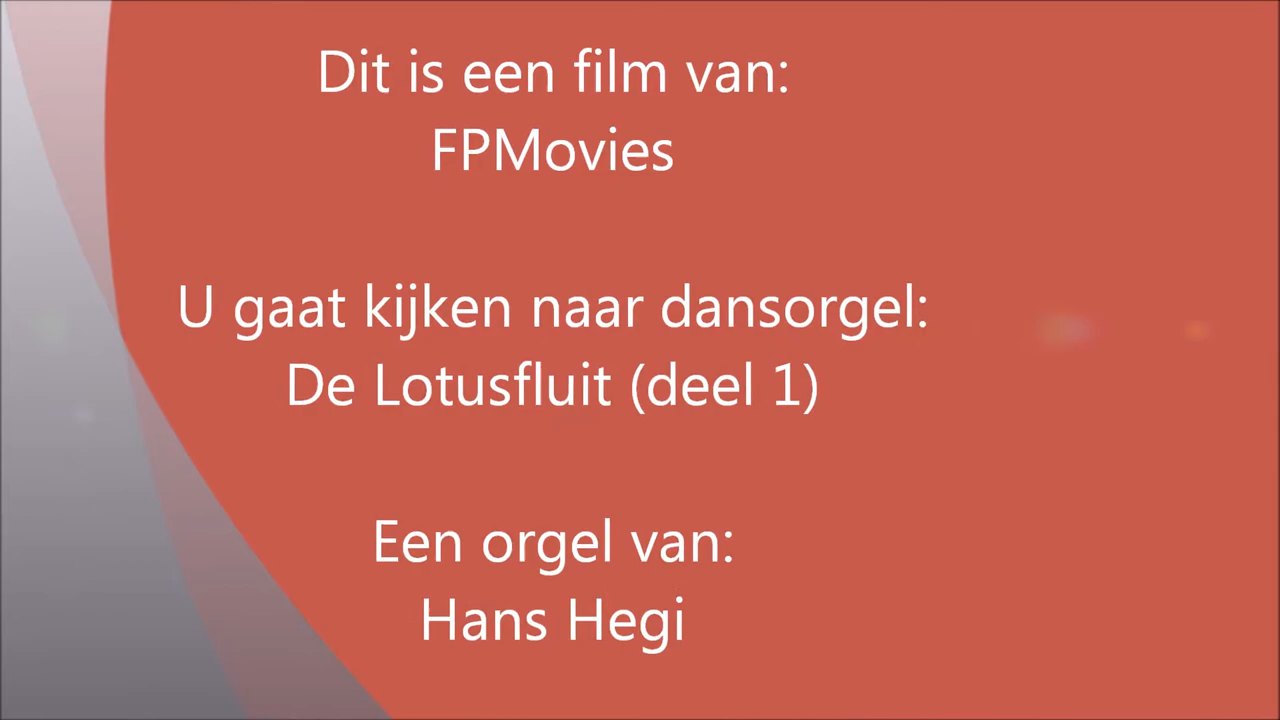 Dit is een film van:
FPMovies
U gaat kijken naar dansorgel:
De Lotusfluit (deel 1)
Een orgel van:
Hans Hegi